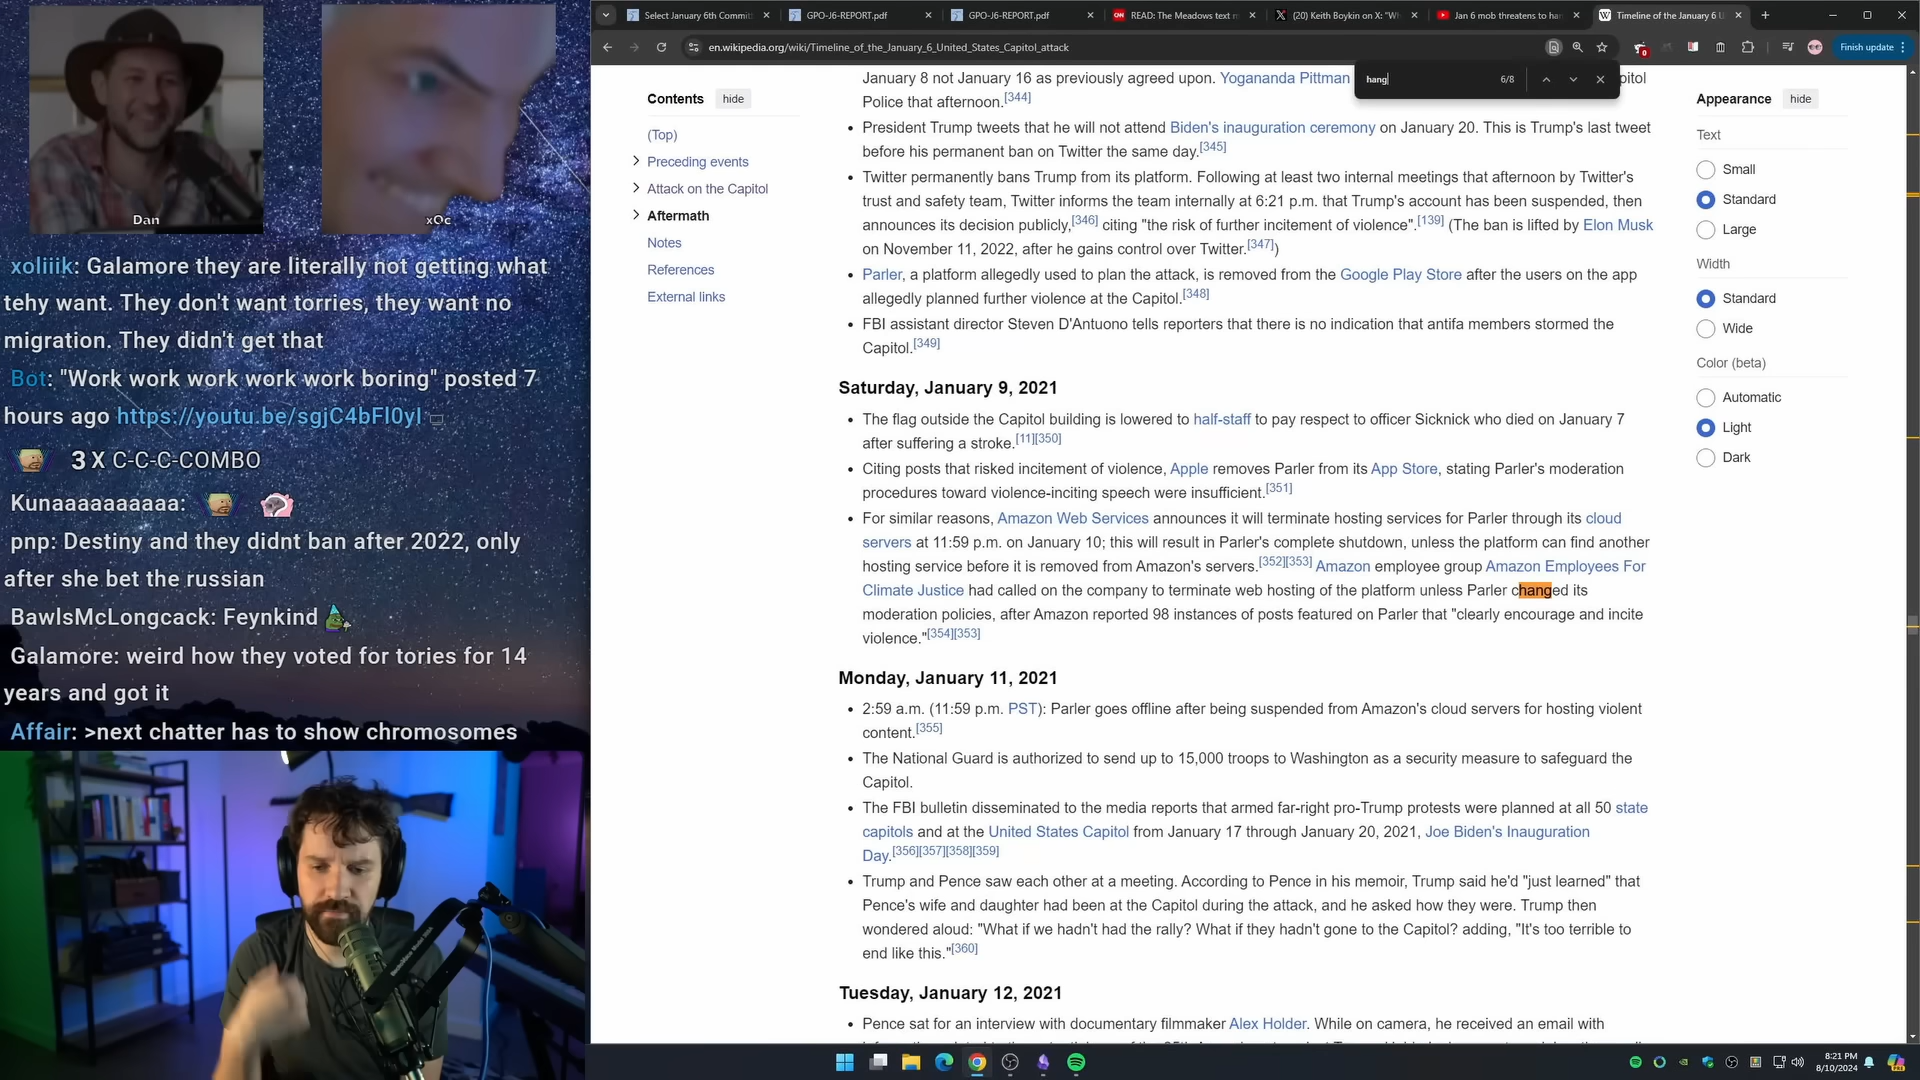 Select January 6th Commit
GPO-J6-REPORT.pdf
GPO-J6-REPORT.pdf
READ: The Meadows text m
(20) Keith Boykin on X: "Wh
Jan 6 mob threatens to han
Timeline of the January 6 U
en.wikipedia.org/wiki/Timeline_of_the_January_6_United_States_Capitol_attack
0
Finish update
hang
6/8
Dan
xQc
xoliiik: Galamore they are literally not getting what
tehy want. They don't want torries, they want no
migration. They didn't get that
Bot: "Work work work work work boring" posted 7
hours ago https://youtu.be/sgjC4bFl0yI
3 X C-C-C-COMBO
Kunaaaaaaaaaa:
pnp: Destiny and they didnt ban after 2022, only
after she bet the russian
BawlsMcLongcack: Feynkind
Galamore: weird how they voted for tories for 14
years and got it
Affair: >next chatter has to show chromosomes
Contents
hide
(Top)
Preceding events
Attack on the Capitol
Aftermath
Notes
References
External links
January 8 not January 16 as previously agreed upon. Yogananda Pittman
pitol
Police that afternoon.[344]
• President Trump tweets that he will not attend Biden's inauguration ceremony on January 20. This is Trump's last tweet
before his permanent ban on Twitter the same day.[345]
• Twitter permanently bans Trump from its platform. Following at least two internal meetings that afternoon by Twitter's
trust and safety team, Twitter informs the team internally at 6:21 p.m. that Trump's account has been suspended, then
announces its decision publicly,[346] citing "the risk of further incitement of violence".[139] (The ban is lifted by Elon Musk
on November 11, 2022, after he gains control over Twitter.[347])
• Parler, a platform allegedly used to plan the attack, is removed from the Google Play Store after the users on the app
allegedly planned further violence at the Capitol.[348]
• FBI assistant director Steven D'Antuono tells reporters that there is no indication that antifa members stormed the
Capitol.[349]
Saturday, January 9, 2021
• The flag outside the Capitol building is lowered to half-staff to pay respect to officer Sicknick who died on January 7
after suffering a stroke.[11][350]
• Citing posts that risked incitement of violence, Apple removes Parler from its App Store, stating Parler's moderation
procedures toward violence-inciting speech were insufficient.[351]
• For similar reasons, Amazon Web Services announces it will terminate hosting services for Parler through its cloud
servers at 11:59 p.m. on January 10; this will result in Parler's complete shutdown, unless the platform can find another
hosting service before it is removed from Amazon's servers.[352][353] Amazon employee group Amazon Employees For
Climate Justice had called on the company to terminate web hosting of the platform unless Parler changed its
moderation policies, after Amazon reported 98 instances of posts featured on Parler that "clearly encourage and incite
violence."[354][353]
Monday, January 11, 2021
• 2:59 a.m. (11:59 p.m. PST): Parler goes offline after being suspended from Amazon's cloud servers for hosting violent
content.[355]
• The National Guard is authorized to send up to 15,000 troops to Washington as a security measure to safeguard the
Capitol.
• The FBI bulletin disseminated to the media reports that armed far-right pro-Trump protests were planned at all 50 state
capitols and at the United States Capitol from January 17 through January 20, 2021, Joe Biden's Inauguration
Day.[356][357][358][359]
• Trump and Pence saw each other at a meeting. According to Pence in his memoir, Trump said he'd "just learned" that
Pence's wife and daughter had been at the Capitol during the attack, and he asked how they were. Trump then
wondered aloud: "What if we hadn't had the rally? What if they hadn't gone to the Capitol? adding, "It's too terrible to
end like this."[360]
Tuesday, January 12, 2021
• Pence sat for an interview with documentary filmmaker Alex Holder. While on camera, he received an email with
Appearance
hide
Text
Small
Standard
Large
Width
Standard
Wide
Color (beta)
Automatic
Light
Dark
8:21 PM
8/10/2024